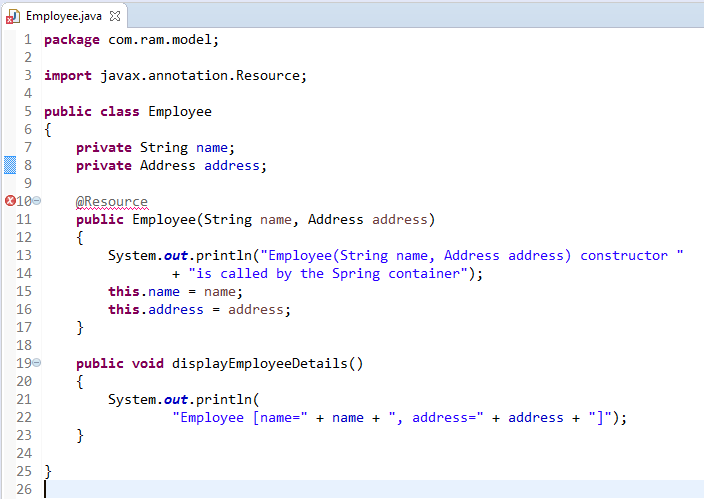 Employee.java
1 package com.ram.model;
2
3 import javax.annotation.Resource;
4
5 public class Employee
6 {
7     private String name;
8     private Address address;
9
10     @Resource
11     public Employee(String name, Address address)
12     {
13         System.out.println("Employee(String name, Address address) constructor "
14                 + "is called by the Spring container");
15         this.name = name;
16         this.address = address;
17     }
18
19     public void displayEmployeeDetails()
20     {
21         System.out.println(
22                 "Employee [name=" + name + ", address=" + address + "]");
23     }
24
25 }
26